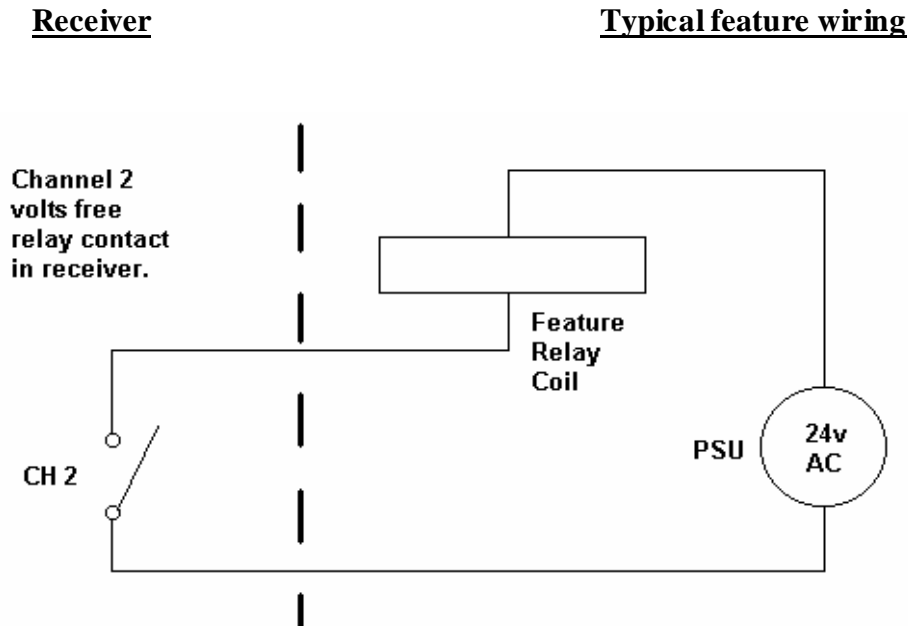 Receiver
Typical feature wiring
Channel 2
volts free
relay contact
in receiver.
Feature
Relay
Coil
CH 2
PSU
24v
AC